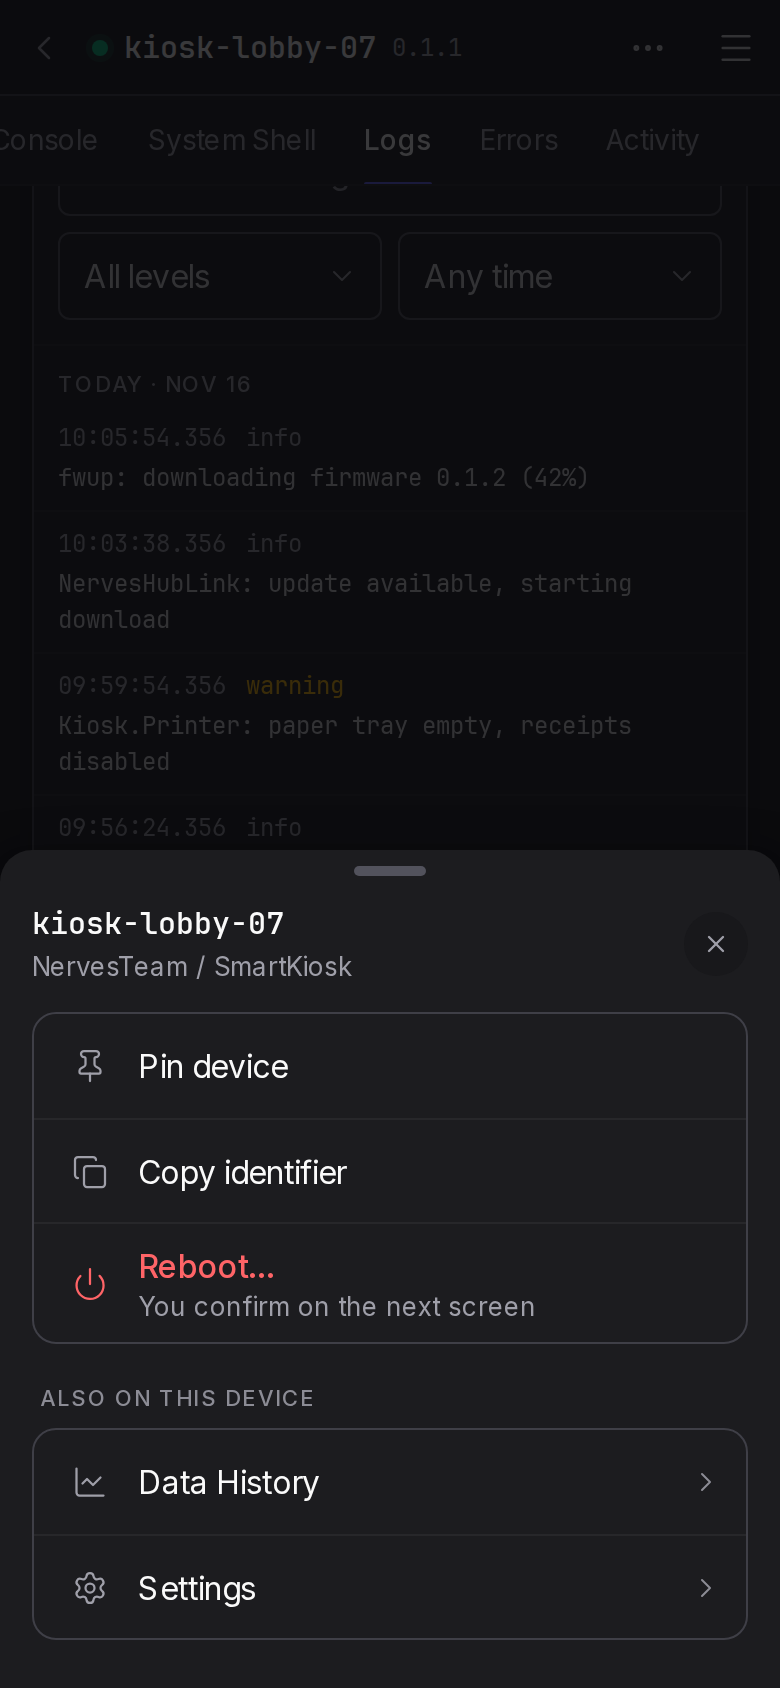 kiosk-lobby-07 0.1.1
Console System Shell Logs Errors Activity
All levels Any time
TODAY · NOV 16
10:05:54.356 info
fwup: downloading firmware 0.1.2 (42%)
10:03:38.356 info
NervesHubLink: update available, starting
download
09:59:54.356 warning
Kiosk.Printer: paper tray empty, receipts
disabled
09:56:24.356 info
kiosk-lobby-07
NervesTeam / SmartKiosk
Pin device
Copy identifier
Reboot...
You confirm on the next screen
ALSO ON THIS DEVICE
Data History
Settings